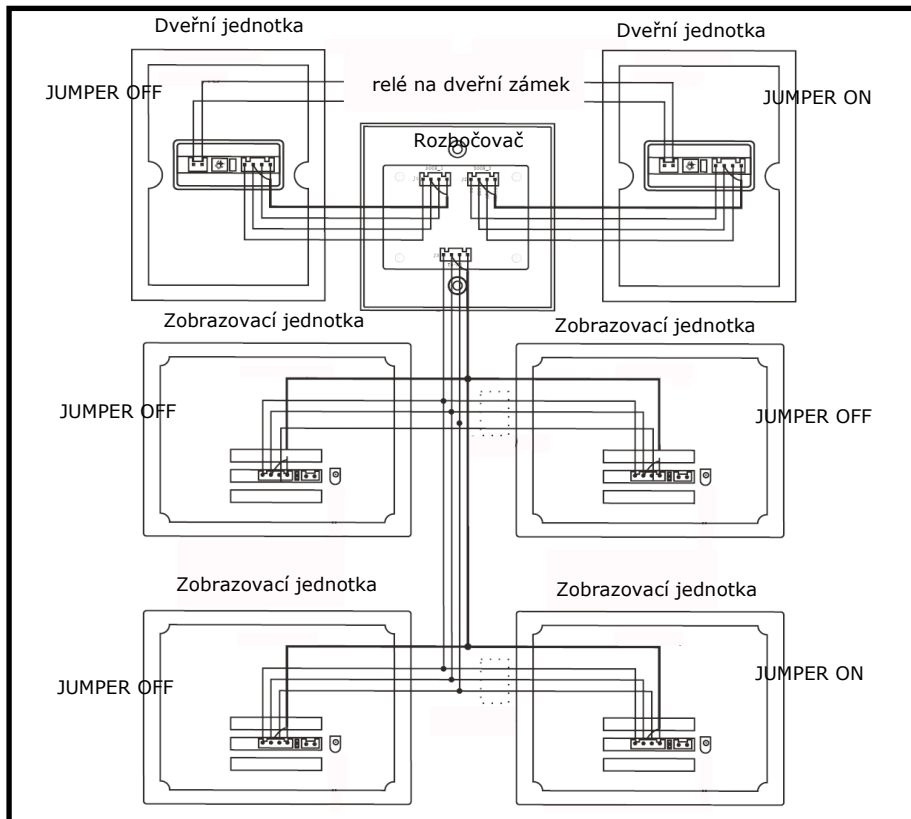 Dveřní jednotka
Dveřní jednotka
JUMPER OFF
relé na dveřní zámek
JUMPER ON
Rozbočovač
Zobrazovací jednotka
Zobrazovací jednotka
JUMPER OFF
JUMPER OFF
Zobrazovací jednotka
Zobrazovací jednotka
JUMPER OFF
JUMPER ON